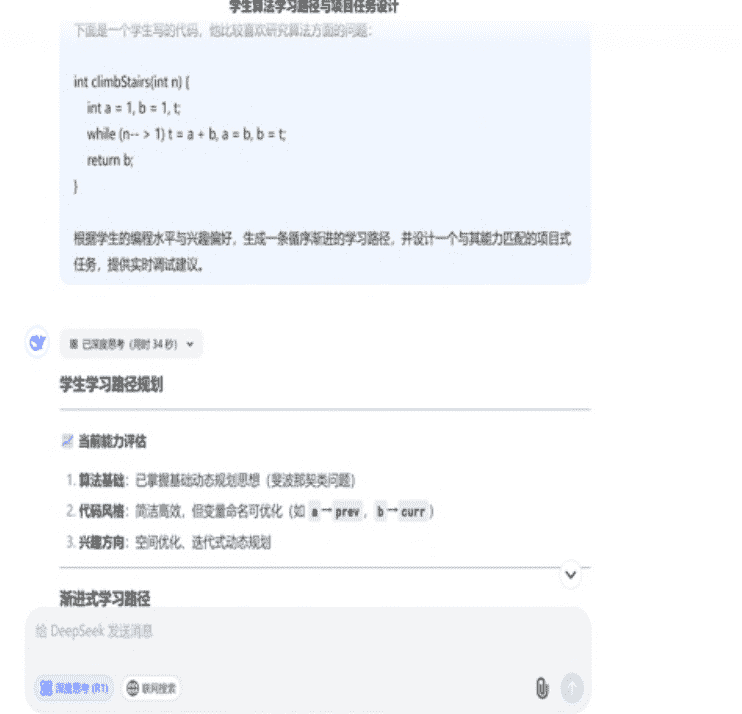 学生算法学习路径与项目任务设计
下面是一个学生写的代码，他比较喜欢研究算法方面的问题：
int climbStairs(int n) {
int a = 1, b = 1, t;
while (n-- > 1) t = a + b, a = b, b = t;
return b;
}
根据学生的编程水平与兴趣偏好，生成一条循序渐进的学习路径，并设计一个与其能力匹配的项目式
任务，提供实时调试建议。
已深度思考（用时 34 秒）
学生学习路径规划
当前能力评估
1. 算法基础：已掌握基础动态规划思想（斐波那契类问题）
2. 代码风格：简洁高效，但变量命名可优化（如 a→prev，b→curr）
3. 兴趣方向：空间优化、迭代式动态规划
渐进式学习路径
给 DeepSeek 发送消息
深度思考 (R1) 联网搜索